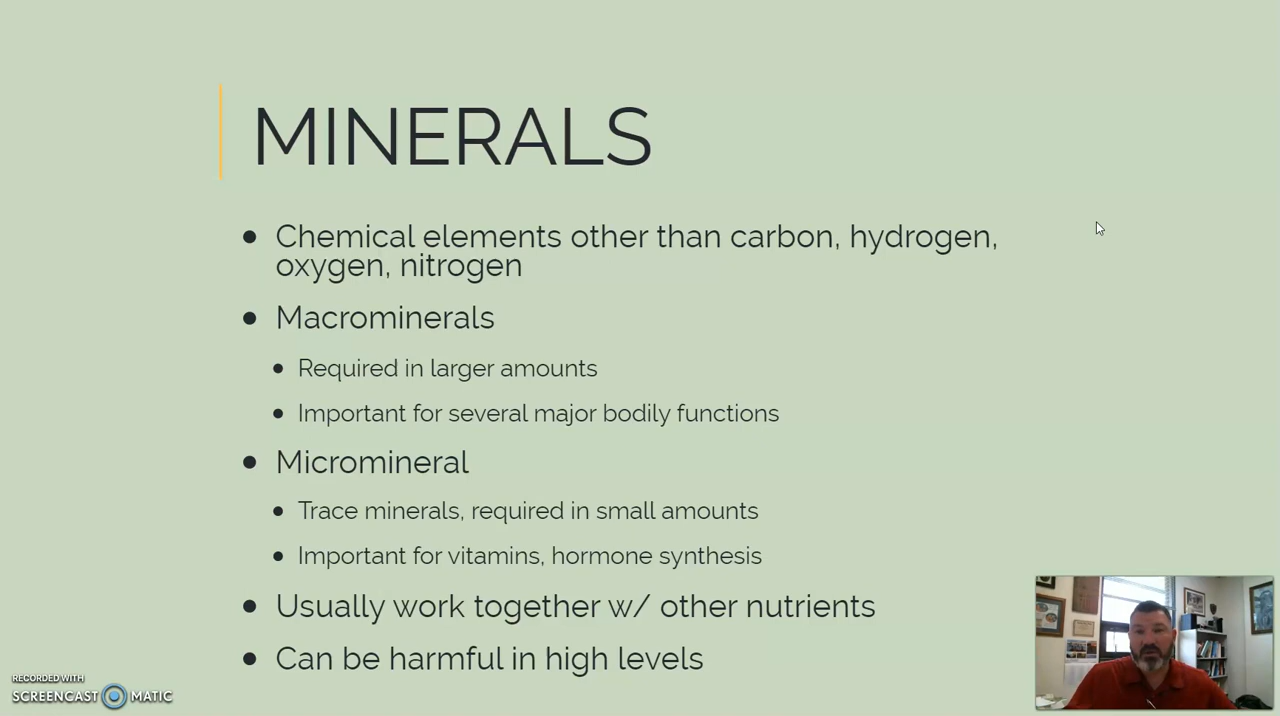 MINERALS
Chemical elements other than carbon, hydrogen,
oxygen, nitrogen
Macrominerals
Required in larger amounts
Important for several major bodily functions
Micromineral
Trace minerals, required in small amounts
Important for vitamins, hormone synthesis
Usually work together w/ other nutrients
Can be harmful in high levels
RECORDED WITH
SCREENCAST MATIC